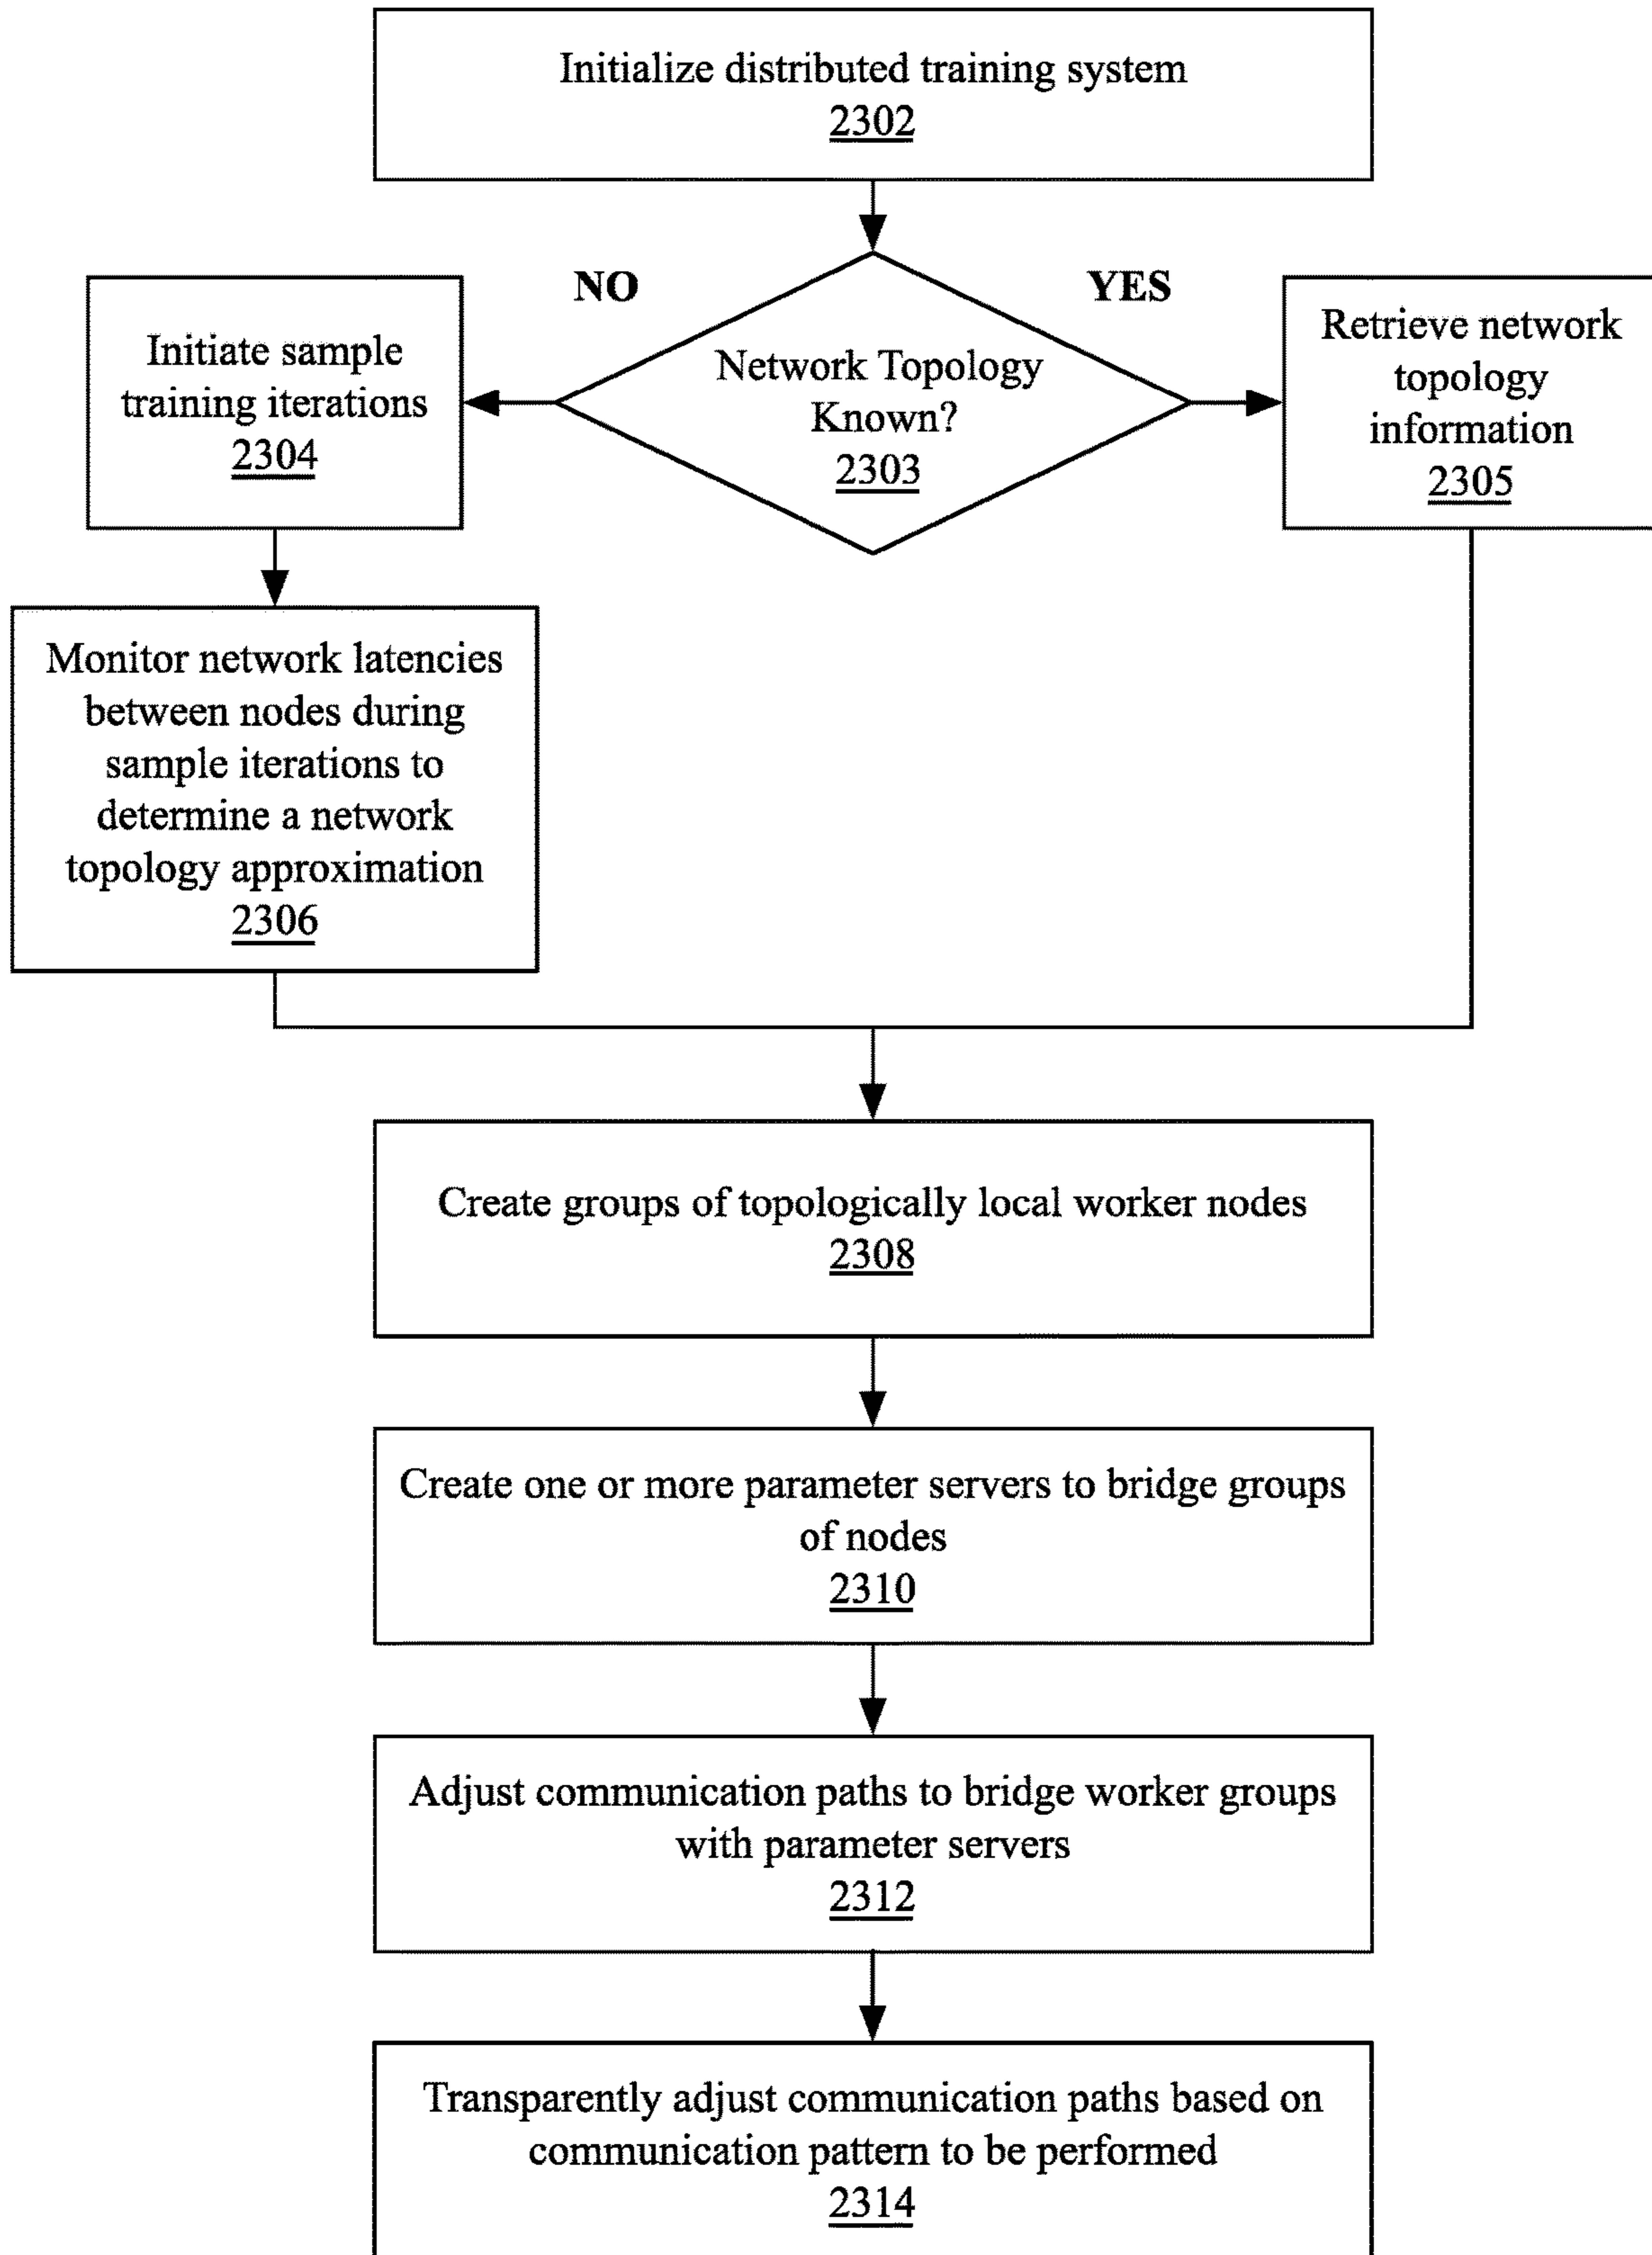 Initialize distributed training system
2302
NO
YES
Initiate sample
training iterations
2304
Network Topology
Known?
2303
Retrieve network
topology
information
2305
Monitor network latencies
between nodes during
sample iterations to
determine a network
topology approximation
2306
Create groups of topologically local worker nodes
2308
Create one or more parameter servers to bridge groups
of nodes
2310
Adjust communication paths to bridge worker groups
with parameter servers
2312
Transparently adjust communication paths based on
communication pattern to be performed
2314